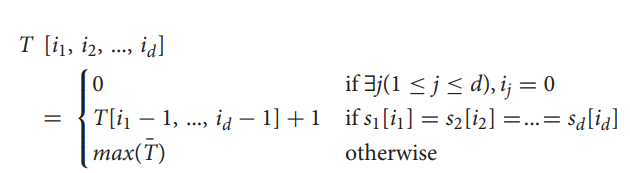 T [i₁, i₂, ..., i_d]
= { 0 if ∃j(1 ≤ j ≤ d), i_j = 0
T[i₁ − 1, ..., i_d − 1] + 1 if s₁[i₁] = s₂[i₂] =...= s_d[i_d]
max(T̄) otherwise